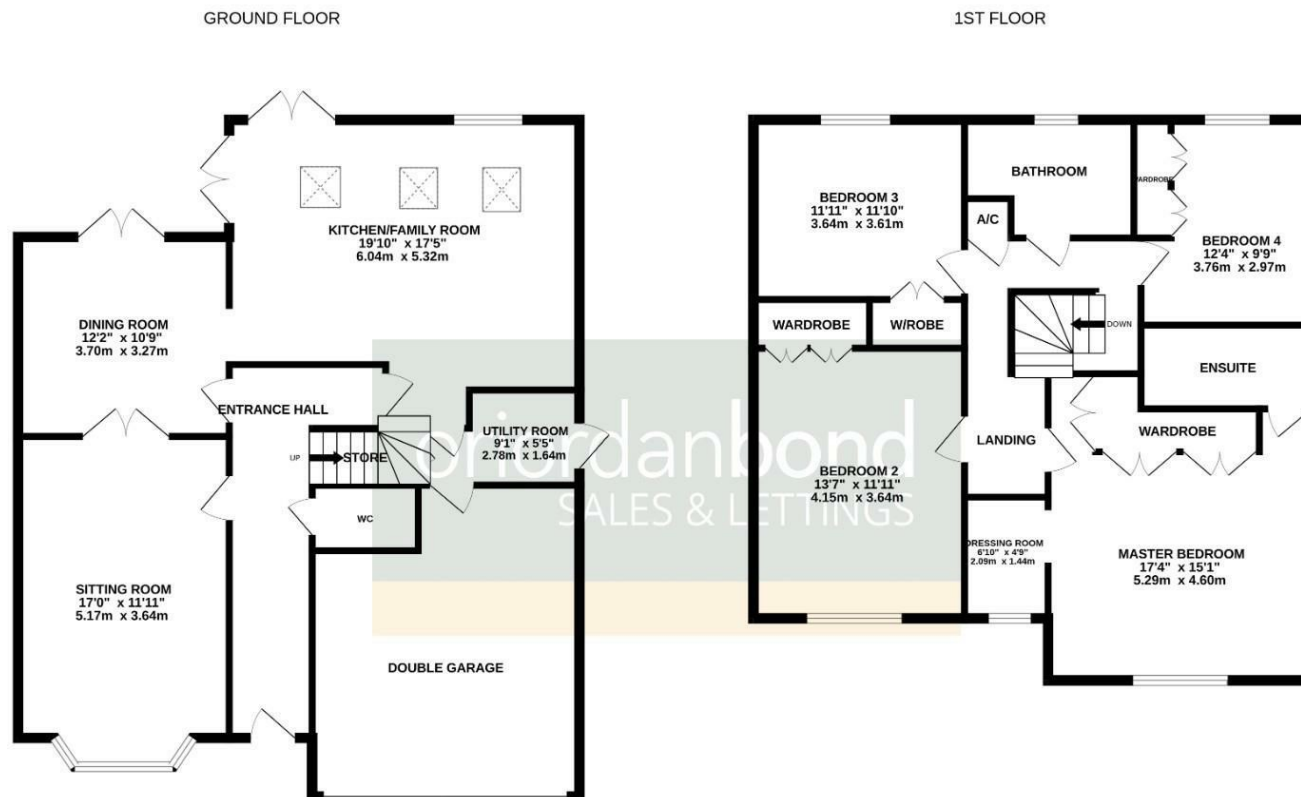 GROUND FLOOR
1ST FLOOR
KITCHEN/FAMILY ROOM
19'10" x 17'5"
6.04m x 5.32m
DINING ROOM
12'2" x 10'9"
3.70m x 3.27m
ENTRANCE HALL
UP
STORE
UTILITY ROOM
9'1" x 5'5"
2.78m x 1.64m
WC
SITTING ROOM
17'0" x 11'11"
5.17m x 3.64m
DOUBLE GARAGE
oriordanbond
SALES & LETTINGS
BEDROOM 3
11'11" x 11'10"
3.64m x 3.61m
BATHROOM
A/C
WARDROBE
BEDROOM 4
12'4" x 9'9"
3.76m x 2.97m
WARDROBE
W/ROBE
DOWN
ENSUITE
BEDROOM 2
13'7" x 11'11"
4.15m x 3.64m
LANDING
WARDROBE
DRESSING ROOM
6'10" x 4'9"
2.09m x 1.44m
MASTER BEDROOM
17'4" x 15'1"
5.29m x 4.60m